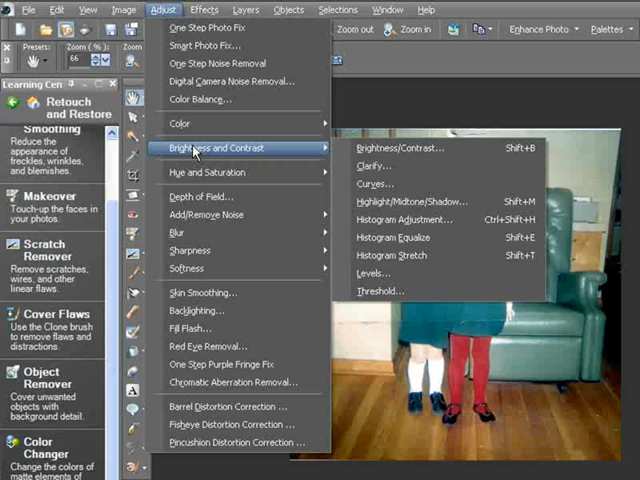 File Edit View Image Adjust Effects Layers Objects Selections Window Help
Presets: Zoom (%):
66
Zoom out Zoom in Enhance Photo Palettes
Learning Cen
Retouch
and Restore
Smoothing
Reduce the
appearance of
freckles, wrinkles,
and blemishes.
Makeover
Touch-up the faces in
your photos.
Scratch
Remover
Remove scratches,
wires, and other
linear flaws.
Cover Flaws
Use the Clone brush
to remove flaws and
distractions.
Object
Remover
Cover unwanted
objects with
background detail.
Color
Changer
Change the colors of
matte elements of
One Step Photo Fix
Smart Photo Fix...
One Step Noise Removal
Digital Camera Noise Removal...
Color Balance...
Color
Brightness and Contrast
Hue and Saturation
Depth of Field...
Add/Remove Noise
Blur
Sharpness
Softness
Skin Smoothing...
Backlighting...
Fill Flash...
Red Eye Removal...
One Step Purple Fringe Fix
Chromatic Aberration Removal...
Barrel Distortion Correction ...
Fisheye Distortion Correction ...
Pincushion Distortion Correction ...
Brightness/Contrast... Shift+B
Clarify...
Curves...
Highlight/Midtone/Shadow... Shift+M
Histogram Adjustment... Ctrl+Shift+H
Histogram Equalize Shift+E
Histogram Stretch Shift+T
Levels...
Threshold...